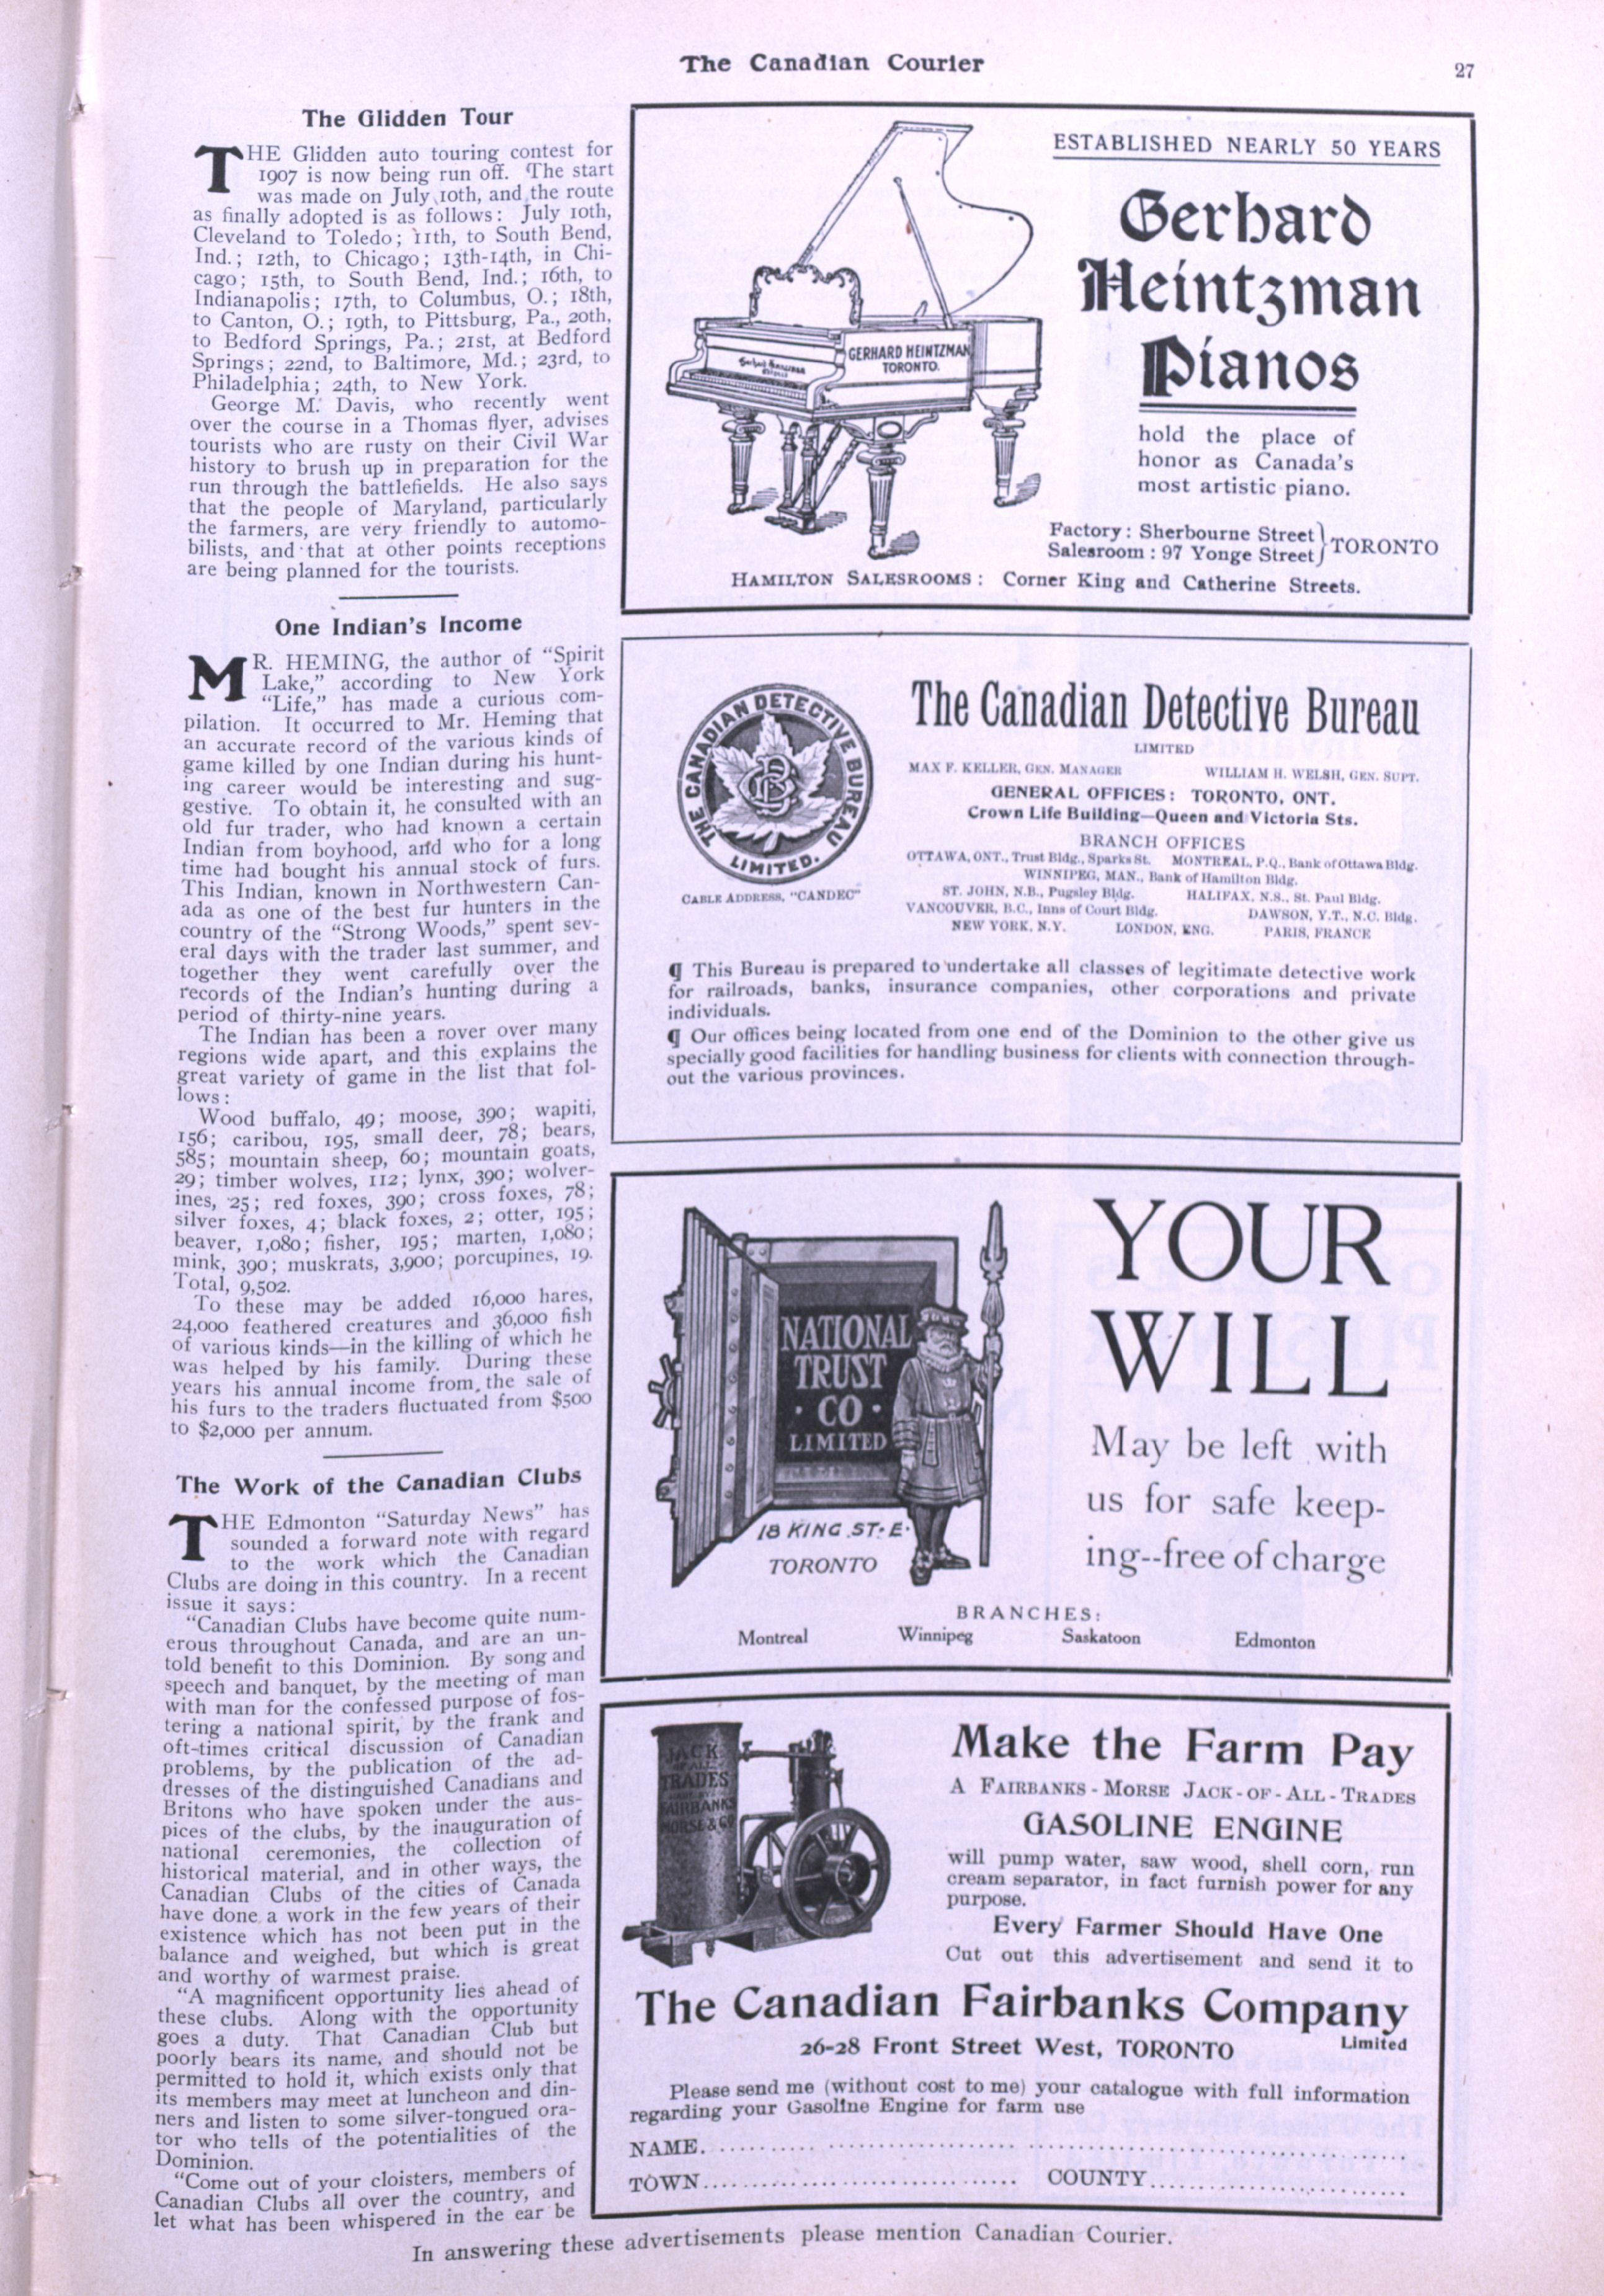 The Canadian Courier
27
The Glidden Tour
THE Glidden auto touring contest for
1907 is now being run off. The start
was made on July 10th, and the route
as finally adopted is as follows: July 10th,
Cleveland to Toledo; 11th, to South Bend,
Ind.; 12th, to Chicago; 13th-14th, in Chi-
cago; 15th, to South Bend, Ind.; 16th, to
Indianapolis; 17th, to Columbus, O.; 18th,
to Canton, O.; 19th, to Pittsburg, Pa., 20th,
to Bedford Springs, Pa.; 21st, at Bedford
Springs; 22nd, to Baltimore, Md.; 23rd, to
Philadelphia; 24th, to New York.
George M. Davis, who recently went
over the course in a Thomas flyer, advises
tourists who are rusty on their Civil War
history to brush up in preparation for the
run through the battlefields. He also says
that the people of Maryland, particularly
the farmers, are very friendly to automo-
bilists, and that at other points receptions
are being planned for the tourists.
One Indian's Income
MR. HEMING, the author of "Spirit
Lake," according to New York
"Life," has made a curious com-
pilation. It occurred to Mr. Heming that
an accurate record of the various kinds of
game killed by one Indian during his hunt-
ing career would be interesting and sug-
gestive. To obtain it, he consulted with an
old fur trader, who had known a certain
Indian from boyhood, and who for a long
time had bought his annual stock of furs.
This Indian, known in Northwestern Can-
ada as one of the best fur hunters in the
country of the "Strong Woods," spent sev-
eral days with the trader last summer, and
together they went carefully over the
records of the Indian's hunting during a
period of thirty-nine years.
The Indian has been a rover over many
regions wide apart, and this explains the
great variety of game in the list that fol-
lows:
Wood buffalo, 49; moose, 390; wapiti,
156; caribou, 195, small deer, 78; bears,
585; mountain sheep, 60; mountain goats,
29; timber wolves, 112; lynx, 390; wolver-
ines, 25; red foxes, 390; cross foxes, 78;
silver foxes, 4; black foxes, 2; otter, 195;
beaver, 1,080; fisher, 195; marten, 1,080;
mink, 390; muskrats, 3,900; porcupines, 19.
Total, 9,502.
To these may be added 16,000 hares,
24,000 feathered creatures and 36,000 fish
of various kinds—in the killing of which he
was helped by his family. During these
years his annual income from the sale of
his furs to the traders fluctuated from $500
to $2,000 per annum.
The Work of the Canadian Clubs
THE Edmonton "Saturday News" has
sounded a forward note with regard
to the work which the Canadian
Clubs are doing in this country. In a recent
issue it says:
"Canadian Clubs have become quite num-
erous throughout Canada, and are an un-
told benefit to this Dominion. By song and
speech and banquet, by the meeting of man
with man for the confessed purpose of fos-
tering a national spirit, by the frank and
oft-times critical discussion of Canadian
problems, by the publication of the ad-
dresses of the distinguished Canadians and
Britons who have spoken under the aus-
pices of the clubs, by the inauguration of
national ceremonies, the collection of
historical material, and in other ways, the
Canadian Clubs of the cities of Canada
have done a work in the few years of their
existence which has not been put in the
balance and weighed, but which is great
and worthy of warmest praise.
"A magnificent opportunity lies ahead of
these clubs. Along with the opportunity
goes a duty. That Canadian Club but
poorly bears its name, and should not be
permitted to hold it, which exists only that
its members may meet at luncheon and din-
ners and listen to some silver-tongued ora-
tor who tells of the potentialities of the
Dominion.
"Come out of your cloisters, members of
Canadian Clubs all over the country, and
let what has been whispered in the ear be
ESTABLISHED NEARLY 50 YEARS
Gerhard
Heintzman
Pianos
GERHARD HEINTZMAN
TORONTO.
hold the place of
honor as Canada's
most artistic piano.
Factory: Sherbourne Street
Salesroom: 97 Yonge Street } TORONTO
HAMILTON SALESROOMS: Corner King and Catherine Streets.
THE CANADIAN DETECTIVE BUREAU
LIMITED.
CABLE ADDRESS, "CANDEC"
The Canadian Detective Bureau
LIMITED
MAX F. KELLER, GEN. MANAGER WILLIAM H. WELSH, GEN. SUPT.
GENERAL OFFICES: TORONTO, ONT.
Crown Life Building—Queen and Victoria Sts.
BRANCH OFFICES
OTTAWA, ONT., Trust Bldg., Sparks St. MONTREAL, P.Q., Bank of Ottawa Bldg.
WINNIPEG, MAN., Bank of Hamilton Bldg.
ST. JOHN, N.B., Pugsley Bldg. HALIFAX, N.S., St. Paul Bldg.
VANCOUVER, B.C., Inns of Court Bldg. DAWSON, Y.T., N.C. Bldg.
NEW YORK, N.Y. LONDON, ENG. PARIS, FRANCE
¶ This Bureau is prepared to undertake all classes of legitimate detective work
for railroads, banks, insurance companies, other corporations and private
individuals.
¶ Our offices being located from one end of the Dominion to the other give us
specially good facilities for handling business for clients with connection through-
out the various provinces.
NATIONAL
TRUST
· CO ·
LIMITED
18 KING ST. E.
TORONTO
YOUR
WILL
May be left with
us for safe keep-
ing--free of charge
BRANCHES:
Montreal Winnipeg Saskatoon Edmonton
JACK
OF ALL
TRADES
FAIRBANKS
MORSE & CO
Make the Farm Pay
A FAIRBANKS-MORSE JACK-OF-ALL-TRADES
GASOLINE ENGINE
will pump water, saw wood, shell corn, run
cream separator, in fact furnish power for any
purpose.
Every Farmer Should Have One
Cut out this advertisement and send it to
The Canadian Fairbanks Company
Limited
26-28 Front Street West, TORONTO
Please send me (without cost to me) your catalogue with full information
regarding your Gasoline Engine for farm use
NAME..........
TOWN.......... COUNTY..........
In answering these advertisements please mention Canadian Courier.